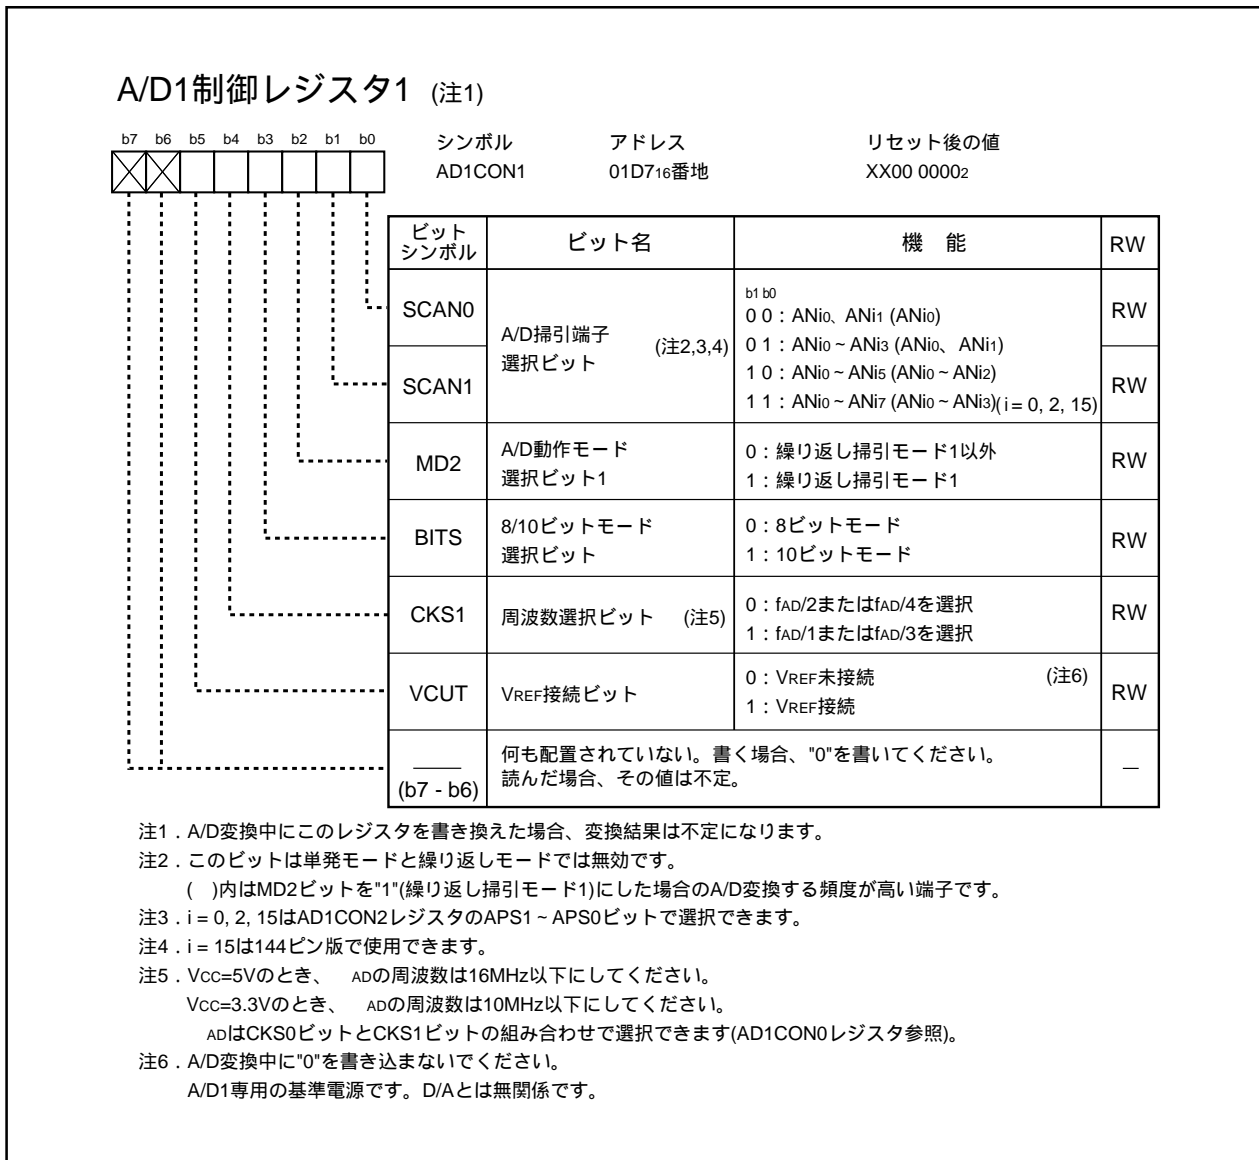 A/D1制御レジスタ1 (注1)
b7 b6 b5 b4 b3 b2 b1 b0
シンボル アドレス リセット後の値
AD1CON1 01D716番地 XX00 00002
ビット
シンボル ビット名 機 能 RW
SCAN0 RW
SCAN1 RW
A/D掃引端子
選択ビット (注2,3,4)
b1 b0
0 0：ANi0、ANi1 (ANi0)
0 1：ANi0 ~ ANi3 (ANi0、ANi1)
1 0：ANi0 ~ ANi5 (ANi0 ~ ANi2)
1 1：ANi0 ~ ANi7 (ANi0 ~ ANi3)(i = 0, 2, 15)
MD2 RW
A/D動作モード
選択ビット1
0：繰り返し掃引モード1以外
1：繰り返し掃引モード1
BITS RW
8/10ビットモード
選択ビット
0：8ビットモード
1：10ビットモード
CKS1 周波数選択ビット (注5) RW
0：fAD/2またはfAD/4を選択
1：fAD/1またはfAD/3を選択
VCUT VREF接続ビット RW
0：VREF未接続 (注6)
1：VREF接続
(b7 - b6)
何も配置されていない。書く場合、"0"を書いてください。
読んだ場合、その値は不定。 —
注1．A/D変換中にこのレジスタを書き換えた場合、変換結果は不定になります。
注2．このビットは単発モードと繰り返しモードでは無効です。
( )内はMD2ビットを"1"(繰り返し掃引モード1)にした場合のA/D変換する頻度が高い端子です。
注3．i = 0, 2, 15はAD1CON2レジスタのAPS1 ~ APS0ビットで選択できます。
注4．i = 15は144ピン版で使用できます。
注5．VCC=5Vのとき、 ADの周波数は16MHz以下にしてください。
VCC=3.3Vのとき、 ADの周波数は10MHz以下にしてください。
ADはCKS0ビットとCKS1ビットの組み合わせで選択できます(AD1CON0レジスタ参照)。
注6．A/D変換中に"0"を書き込まないでください。
A/D1専用の基準電源です。D/Aとは無関係です。